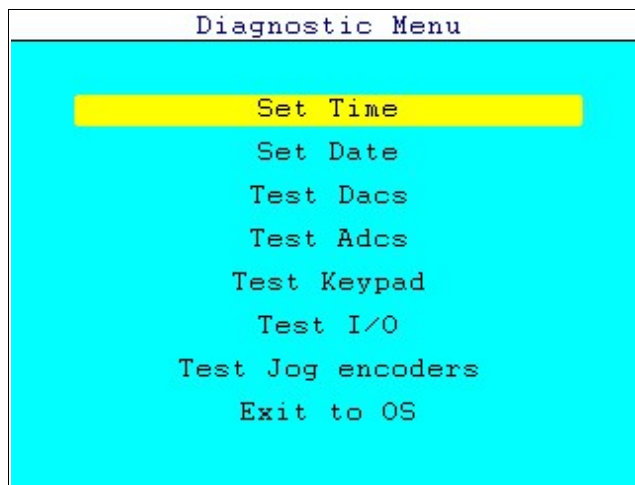 Diagnostic Menu
Set Time
Set Date
Test Dacs
Test Adcs
Test Keypad
Test I/O
Test Jog encoders
Exit to OS